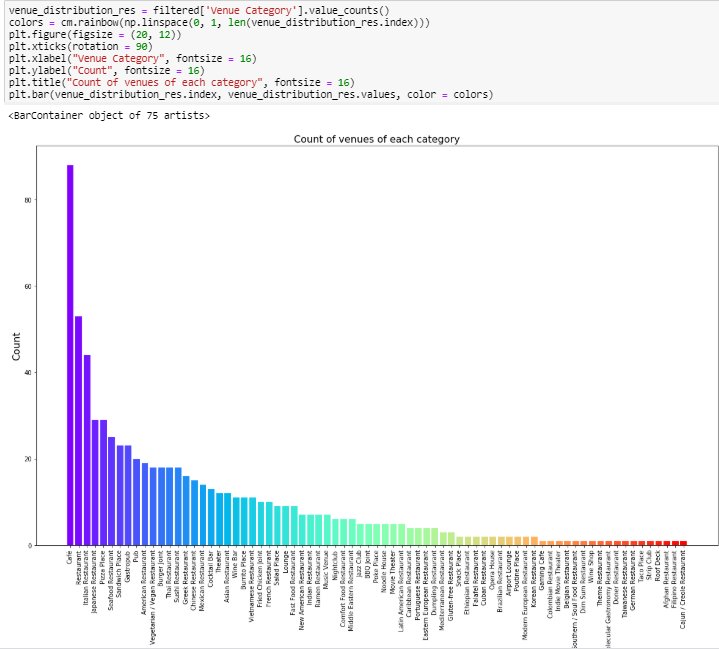 venue_distribution_res = filtered['Venue Category'].value_counts()
colors = cm.rainbow(np.linspace(0, 1, len(venue_distribution_res.index)))
plt.figure(figsize = (20, 12))
plt.xticks(rotation = 90)
plt.xlabel("Venue Category", fontsize = 16)
plt.ylabel("Count", fontsize = 16)
plt.title("Count of venues of each category", fontsize = 16)
plt.bar(venue_distribution_res.index, venue_distribution_res.values, color = colors)
<BarContainer object of 75 artists>
Count of venues of each category
Count
80
60
40
20
0
Café
Restaurant
Italian Restaurant
Japanese Restaurant
Pizza Place
Seafood Restaurant
Sandwich Place
Gastropub
Pub
American Restaurant
Vegetarian / Vegan Restaurant
Burger Joint
Thai Restaurant
Sushi Restaurant
Greek Restaurant
Chinese Restaurant
Mexican Restaurant
Cocktail Bar
Theater
Asian Restaurant
Wine Bar
Burrito Place
Vietnamese Restaurant
Fried Chicken Joint
French Restaurant
Salad Place
Lounge
Fast Food Restaurant
New American Restaurant
Indian Restaurant
Ramen Restaurant
Music Venue
Nightclub
Comfort Food Restaurant
Middle Eastern Restaurant
Jazz Club
BBQ Joint
Poke Place
Noodle House
Movie Theater
Latin American Restaurant
Caribbean Restaurant
Portuguese Restaurant
Eastern European Restaurant
Dumpling Restaurant
Mediterranean Restaurant
Gluten-free Restaurant
Snack Place
Ethiopian Restaurant
Falafel Restaurant
Cuban Restaurant
Opera House
Brazilian Restaurant
Airport Lounge
Poutine Place
Modern European Restaurant
Korean Restaurant
Gaming Cafe
Colombian Restaurant
Indie Movie Theater
Belgian Restaurant
Southern / Soul Food Restaurant
Dim Sum Restaurant
Wine Shop
Theme Restaurant
lecular Gastronomy Restaurant
Doner Restaurant
Taiwanese Restaurant
German Restaurant
Taco Place
Strip Club
Roof Deck
Afghan Restaurant
Filipino Restaurant
Cajun / Creole Restaurant